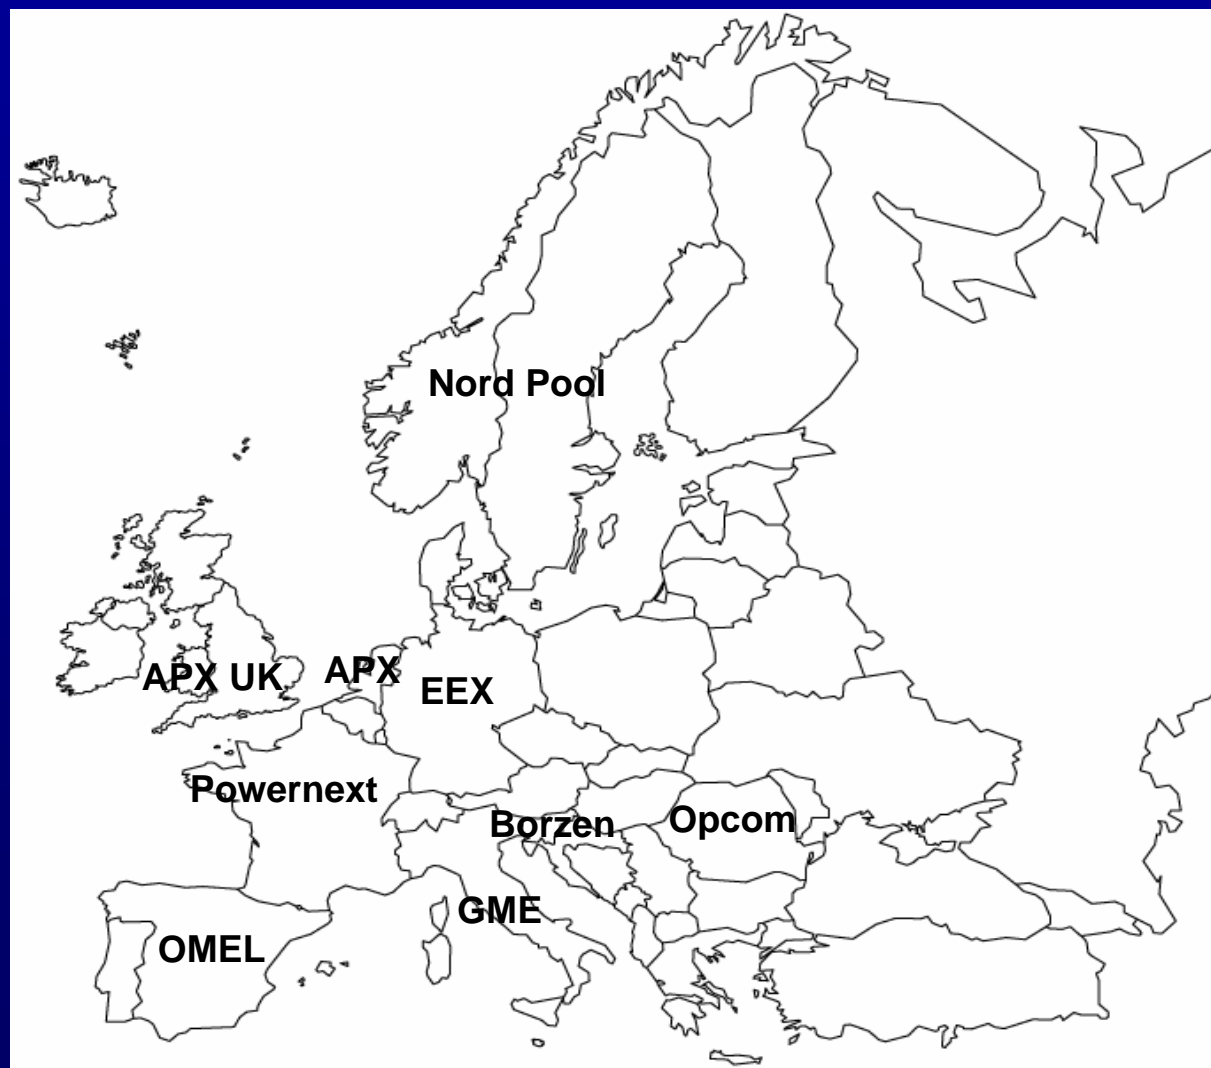 Nord Pool
APX UK
APX
EEX
Powernext
Borzen
Opcom
GME
OMEL